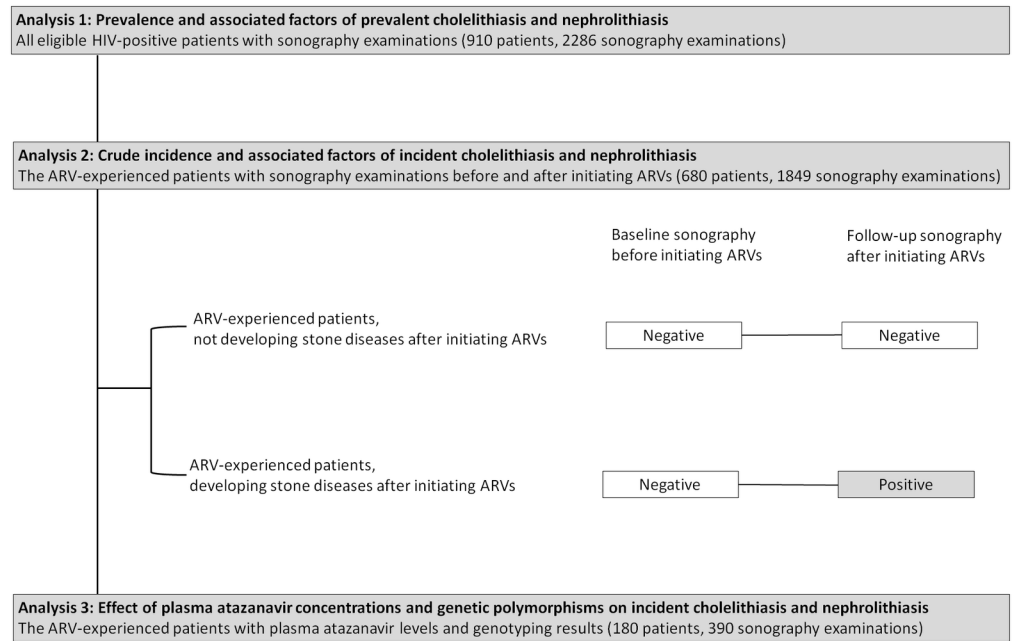 Analysis 1: Prevalence and associated factors of prevalent cholelithiasis and nephrolithiasis
All eligible HIV-positive patients with sonography examinations (910 patients, 2286 sonography examinations)
Analysis 2: Crude incidence and associated factors of incident cholelithiasis and nephrolithiasis
The ARV-experienced patients with sonography examinations before and after initiating ARVs (680 patients, 1849 sonography examinations)
Baseline sonography
before initiating ARVs
Follow-up sonography
after initiating ARVs
ARV-experienced patients,
not developing stone diseases after initiating ARVs
Negative
Negative
ARV-experienced patients,
developing stone diseases after initiating ARVs
Negative
Positive
Analysis 3: Effect of plasma atazanavir concentrations and genetic polymorphisms on incident cholelithiasis and nephrolithiasis
The ARV-experienced patients with plasma atazanavir levels and genotyping results (180 patients, 390 sonography examinations)